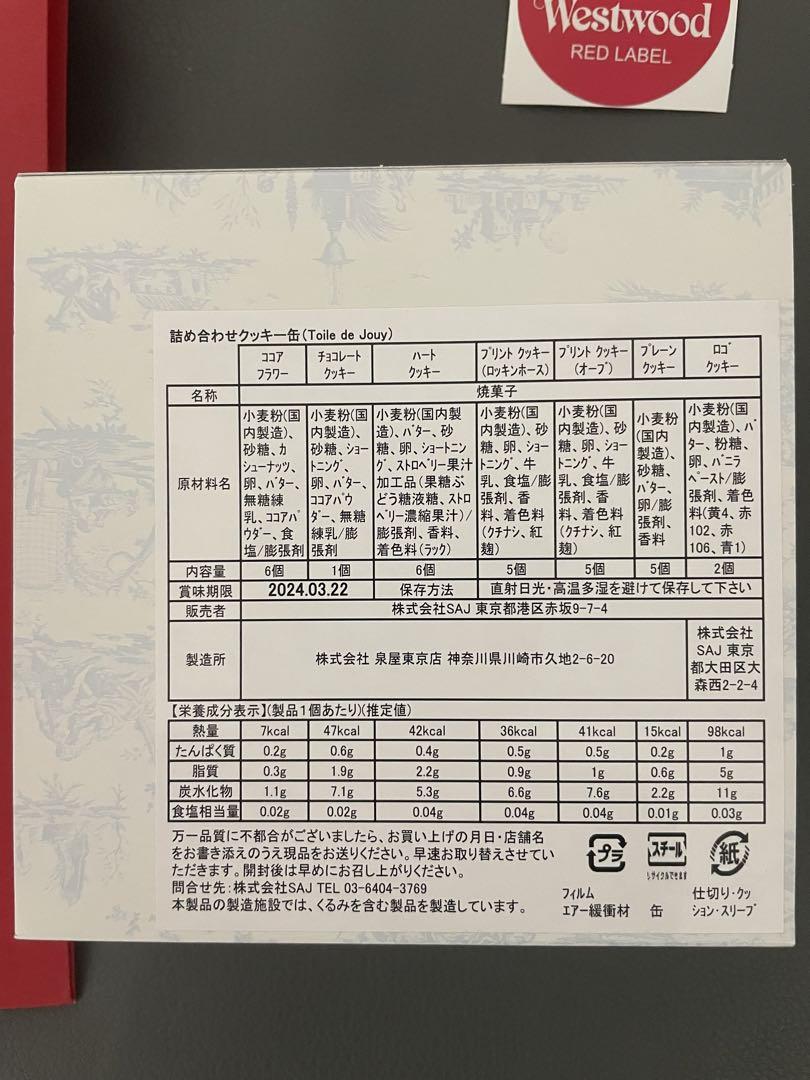 Westwood
RED LABEL
詰め合わせクッキー缶(Toile de Jouy)
ココア
フラワー
チョコレート
クッキー
ハート
クッキー
プリント クッキー
(ロッキンホース)
プリント クッキー
(オーブ)
プレーン
クッキー
ロゴ
クッキー
名称
焼菓子
原材料名
小麦粉(国
内製造)、
砂糖、カ
シューナッツ、
卵、バター、
無糖練
乳、ココアパ
ウダー、食
塩/膨張剤
小麦粉(国
内製造)、
砂糖、ショー
トニング、
卵、バター、
ココアパウ
ダー、無糖
練乳/膨
張剤
小麦粉(国内製
造)、バター、砂
糖、卵、ショートニン
グ、ストロベリー果汁
加工品(果糖ぶ
どう糖液糖、ストロ
ベリー濃縮果汁)/
膨張剤、香料、
着色料(ラック)
小麦粉(国
内製造)、砂
糖、卵、ショー
トニング、牛
乳、食塩/膨
張剤、香
料、着色料
(クチナシ、紅
麹)
小麦粉(国
内製造)、砂
糖、卵、ショー
トニング、牛
乳、食塩/膨
張剤、香
料、着色料
(クチナシ、紅
麹)
小麦粉
(国内製
造)、砂
糖、バ
ター、
卵/膨
張剤、
香料
小麦粉(国
内製造)、バ
ター、粉糖、
卵、バニラ
ペースト/膨
張剤、着色
料(黄4、赤
102、赤
106、青1)
内容量
6個
1個
6個
5個
5個
5個
2個
賞味期限
2024.03.22
保存方法
直射日光・高温多湿を避けて保存して下さい
販売者
株式会社SAJ 東京都港区赤坂9-7-4
製造所
株式会社 泉屋東京店 神奈川県川崎市久地2-6-20
株式会社
SAJ 東京
都大田区大
森西2-2-4
【栄養成分表示】(製品1個あたり)(推定値)
熱量 7kcal 47kcal 42kcal 36kcal 41kcal 15kcal 98kcal
たんぱく質 0.2g 0.6g 0.4g 0.5g 0.5g 0.2g 1g
脂質 0.3g 1.9g 2.2g 0.9g 1g 0.6g 5g
炭水化物 1.1g 7.1g 5.3g 6.6g 7.6g 2.2g 11g
食塩相当量 0.02g 0.02g 0.04g 0.04g 0.04g 0.01g 0.03g
万一品質に不都合がございましたら、お買い上げの月日・店舗名
をお書き添えのうえ現品をお送りください。早速お取り替えさせてい
ただきます。開封後は早めにお召し上がりください。
問合せ先:株式会社SAJ TEL 03-6404-3769
本製品の製造施設では、くるみを含む製品を製造しています。
プラ
フィルム
エアー緩衝材
スチール
リサイクルできます
缶
紙
仕切り・クッ
ション・スリーブ